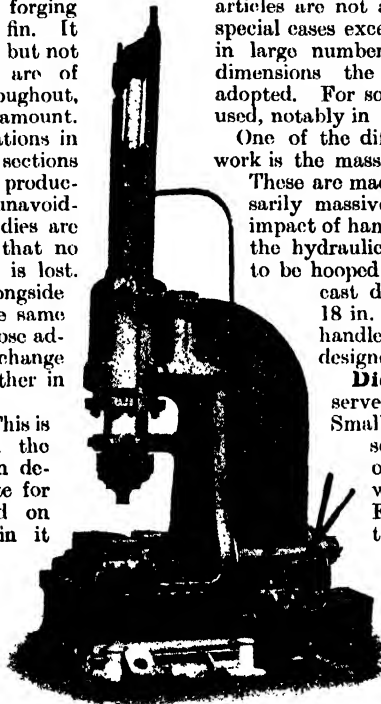 forging
fin. It
but not
are of
oughout,
amount.
ations in
sections
produc-
unavoid-
dies are
that no
is lost.
ongside
e same
ose ad-
change
ther in
This is
the
n de-
e for
d on
in it
articles are not a
special cases exce
in large number
dimensions the
adopted. For so
used, notably in
One of the di
work is the mass
These are mad
sarily massive
impact of ham
the hydraulic
to be hooped
cast d
18 in.
handle
designe
Di
serve
Small
s
o
w
t